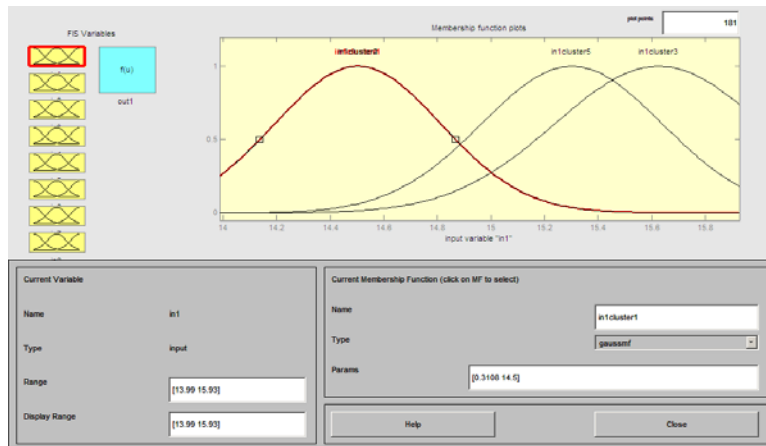 FIS Variables
f(u)
out1
Membership function plots
plot points:
181
in1cluster5
in1cluster3
1
0.5
0
14
14.2
14.4
14.6
14.8
15
15.2
15.4
15.6
15.8
input variable "in1"
Current Variable
Name
in1
Type
input
Range
[13.99 15.93]
Display Range
[13.99 15.93]
Current Membership Function (click on MF to select)
Name
in1cluster1
Type
gaussmf
Params
[0.3108 14.5]
Help
Close